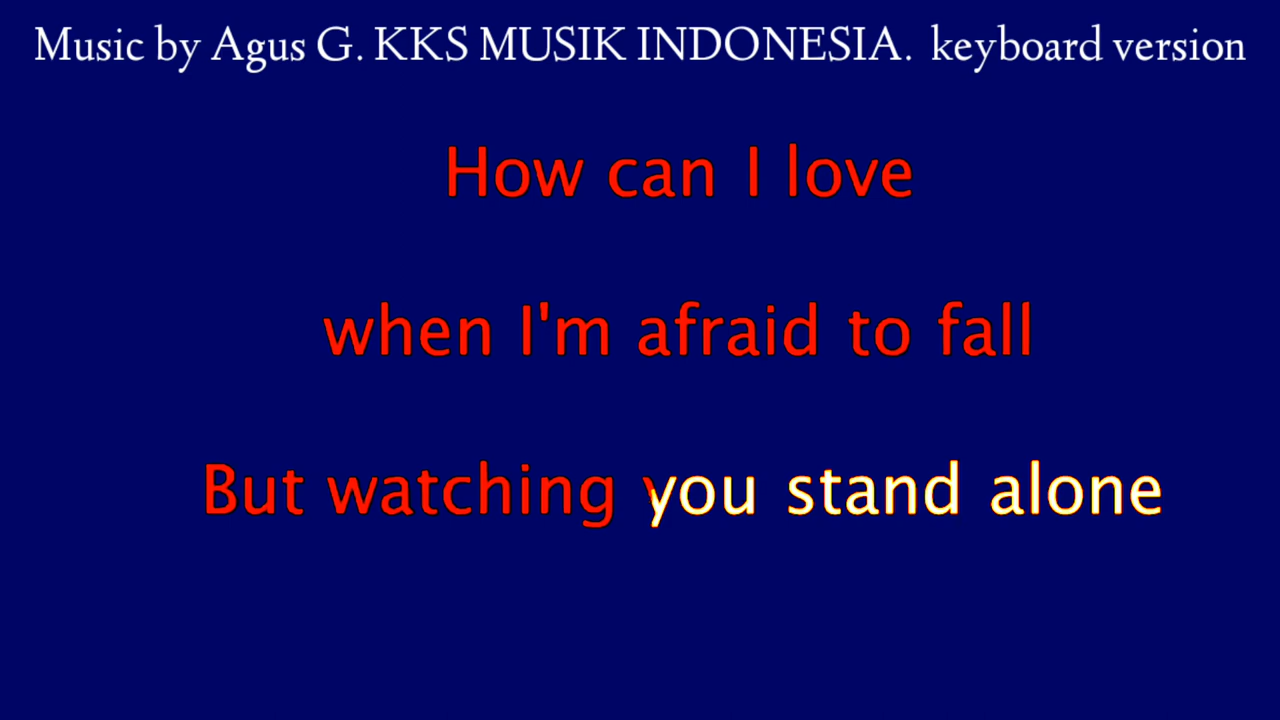 Music by Agus G. KKS MUSIK INDONESIA. keyboard version
How can I love
when I'm afraid to fall
But watching you stand alone